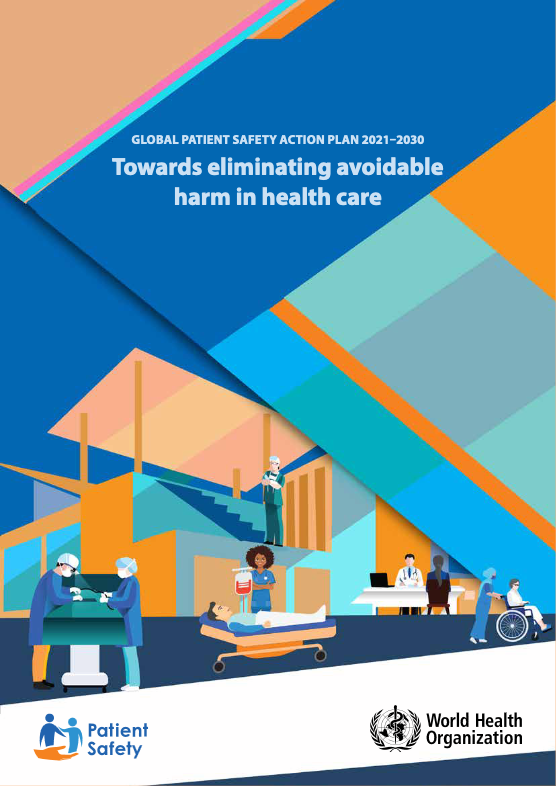 GLOBAL PATIENT SAFETY ACTION PLAN 2021–2030
Towards eliminating avoidable
harm in health care
Patient
Safety
World Health
Organization